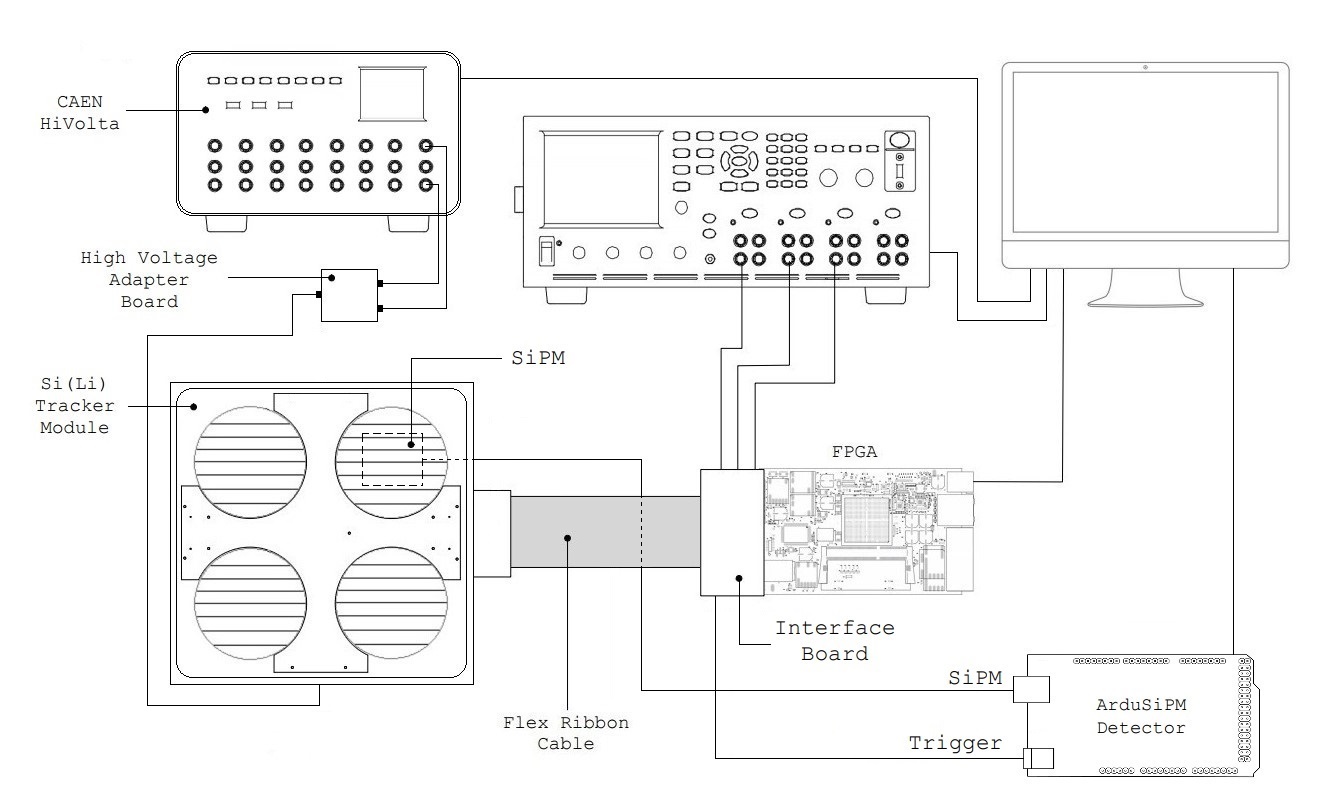 CAEN
HiVolta
High Voltage
Adapter
Board
SiPM
Si(Li)
Tracker
Module
FPGA
Interface
Board
SiPM
ArduSiPM
Detector
Flex Ribbon
Cable
Trigger